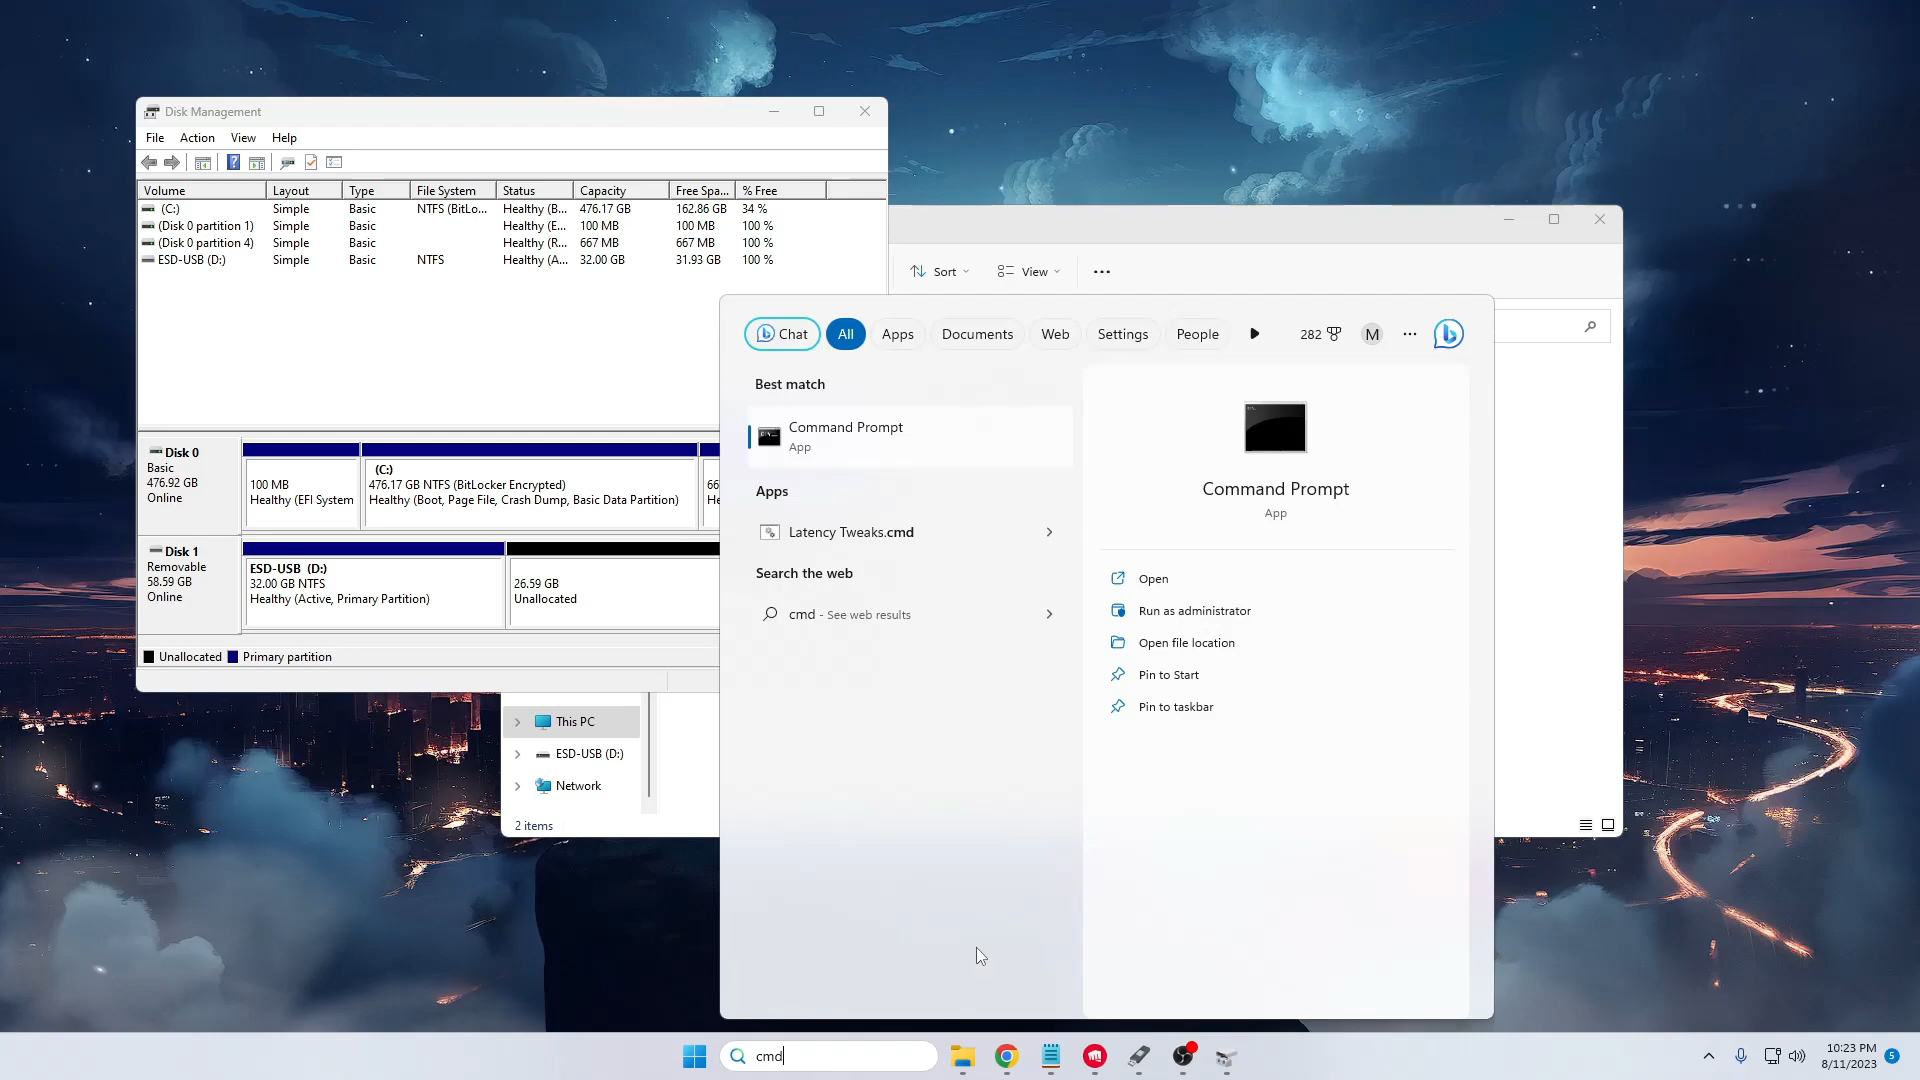 Disk Management
File Action View Help
Volume Layout Type File System Status Capacity Free Spa... % Free
(C:) Simple Basic NTFS (BitLo... Healthy (B... 476.17 GB 162.86 GB 34 %
(Disk 0 partition 1) Simple Basic Healthy (E... 100 MB 100 MB 100 %
(Disk 0 partition 4) Simple Basic Healthy (R... 667 MB 667 MB 100 %
ESD-USB (D:) Simple Basic NTFS Healthy (A... 32.00 GB 31.93 GB 100 %
Disk 0
Basic
476.92 GB
Online
100 MB
Healthy (EFI System
(C:)
476.17 GB NTFS (BitLocker Encrypted)
Healthy (Boot, Page File, Crash Dump, Basic Data Partition)
66
He
Disk 1
Removable
58.59 GB
Online
ESD-USB (D:)
32.00 GB NTFS
Healthy (Active, Primary Partition)
26.59 GB
Unallocated
Unallocated Primary partition
Sort View
This PC
ESD-USB (D:)
Network
2 items
Chat All Apps Documents Web Settings People 282 M
Best match
Command Prompt
App
Apps
Latency Tweaks.cmd
Search the web
cmd - See web results
Command Prompt
App
Open
Run as administrator
Open file location
Pin to Start
Pin to taskbar
cmd
10:23 PM
8/11/2023
5